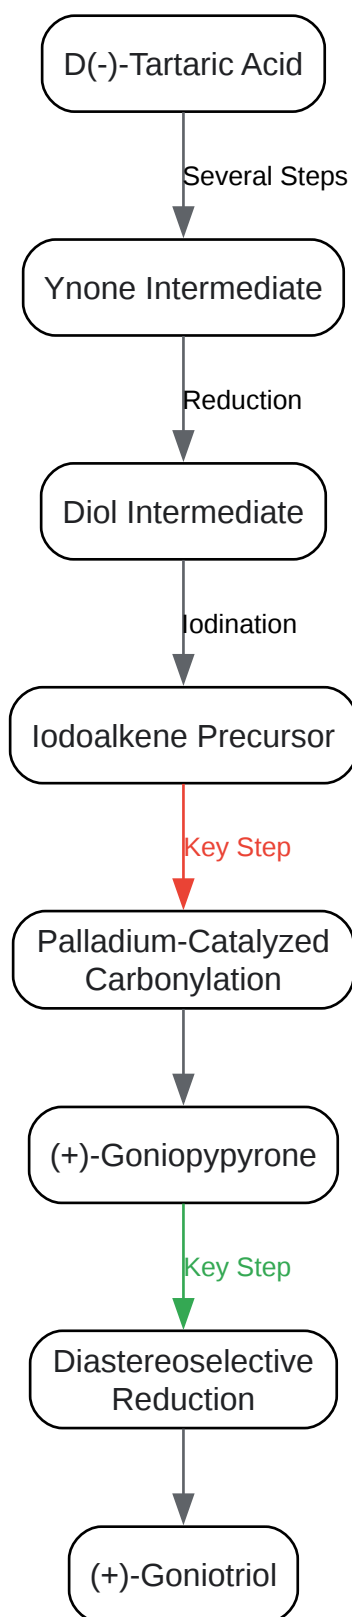 D(-)-Tartaric Acid
Several Steps
Ynone Intermediate
Reduction
Diol Intermediate
Iodination
Iodoalkene Precursor
Key Step
Palladium-Catalyzed
Carbonylation
(+)-Goniopypyrone
Key Step
Diastereoselective
Reduction
(+)-Goniotriol